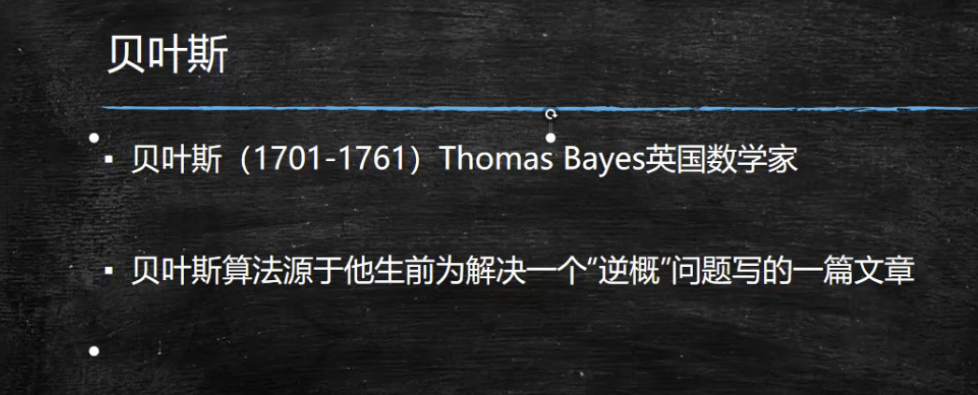 贝叶斯
▪ 贝叶斯（1701-1761）Thomas Bayes英国数学家
▪ 贝叶斯算法源于他生前为解决一个“逆概”问题写的一篇文章